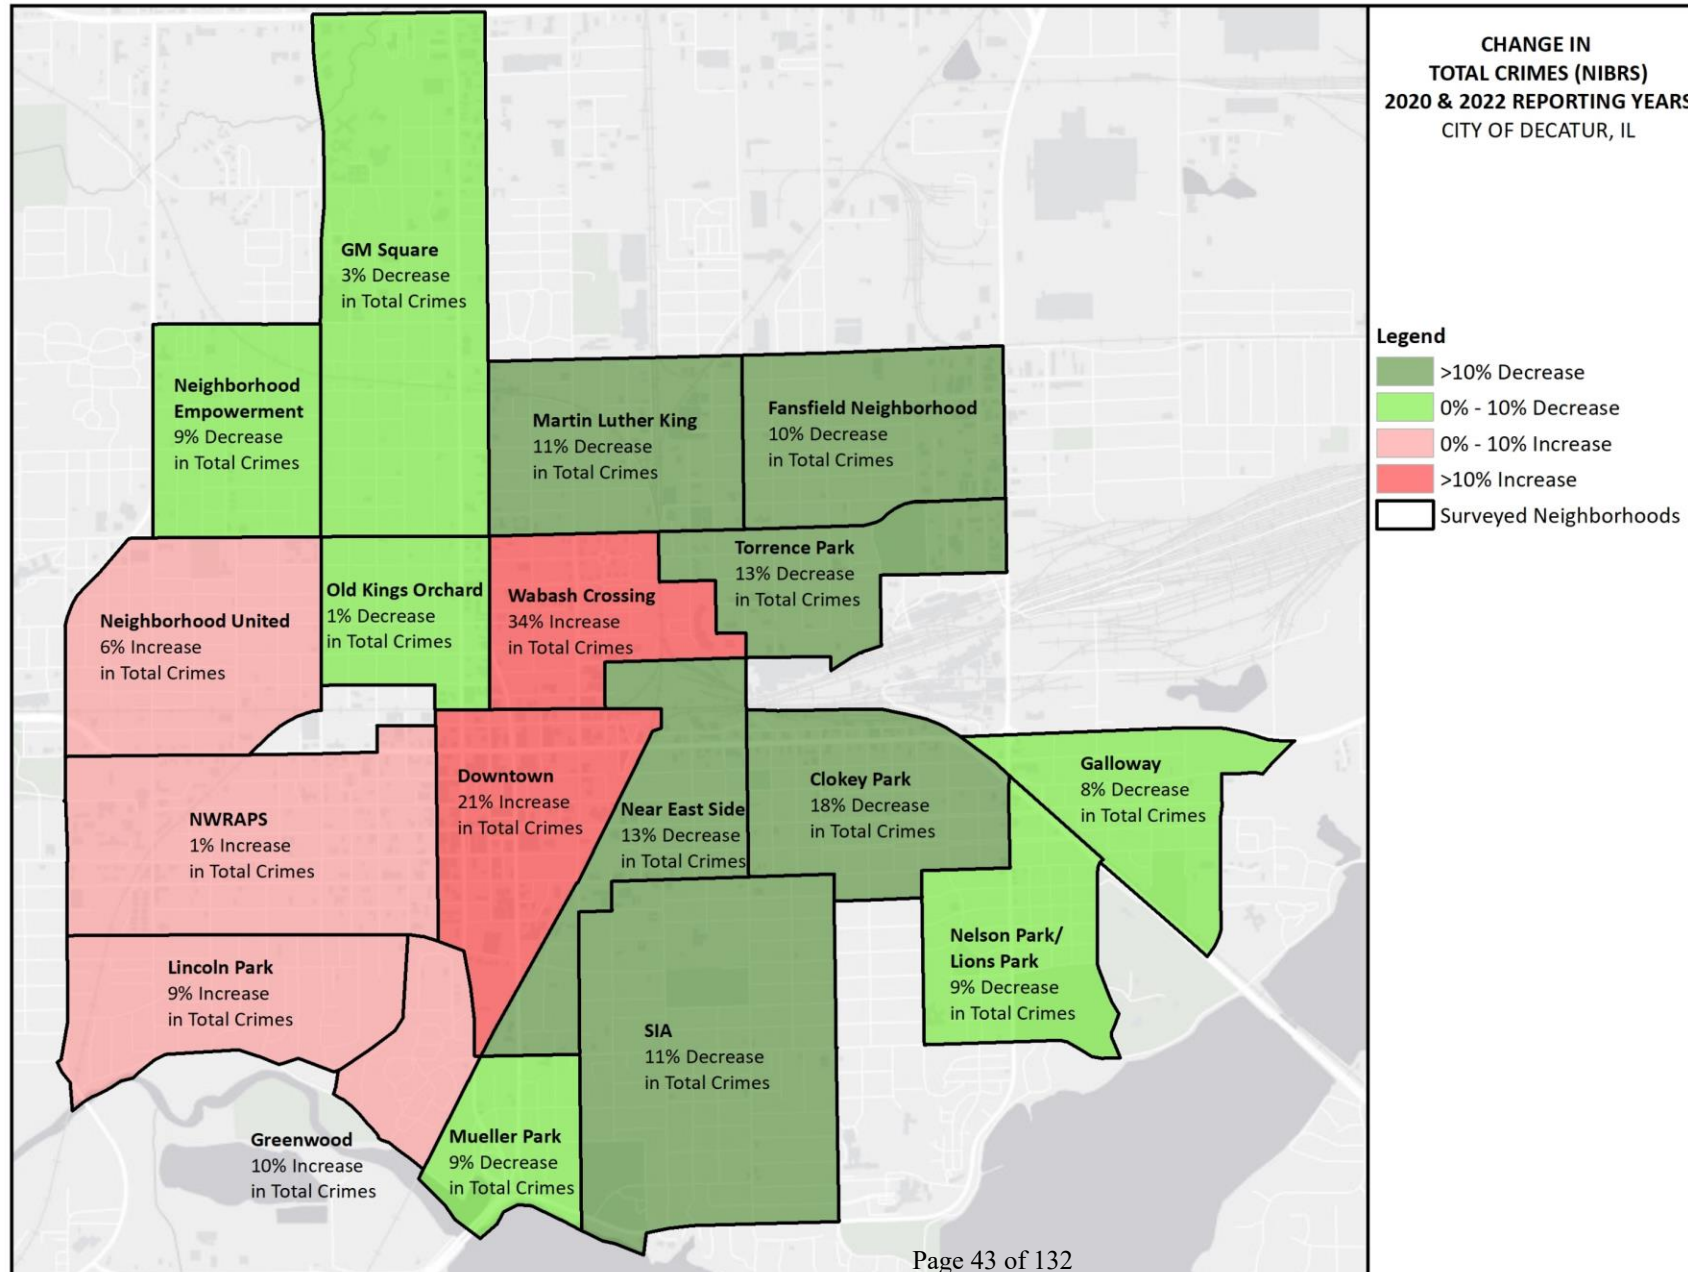 CHANGE IN
TOTAL CRIMES (NIBRS)
2020 & 2022 REPORTING YEARS
CITY OF DECATUR, IL
GM Square
3% Decrease
in Total Crimes
Neighborhood
Empowerment
9% Decrease
in Total Crimes
Martin Luther King
11% Decrease
in Total Crimes
Fansfield Neighborhood
10% Decrease
in Total Crimes
Legend
>10% Decrease
0% - 10% Decrease
0% - 10% Increase
>10% Increase
Surveyed Neighborhoods
Neighborhood United
6% Increase
in Total Crimes
Old Kings Orchard
1% Decrease
in Total Crimes
Wabash Crossing
34% Increase
in Total Crimes
Torrence Park
13% Decrease
in Total Crimes
NWRAPS
1% Increase
in Total Crimes
Downtown
21% Increase
in Total Crimes
Near East Side
13% Decrease
in Total Crimes
Clokey Park
18% Decrease
in Total Crimes
Galloway
8% Decrease
in Total Crimes
Lincoln Park
9% Increase
in Total Crimes
Nelson Park/
Lions Park
9% Decrease
in Total Crimes
SIA
11% Decrease
in Total Crimes
Greenwood
10% Increase
in Total Crimes
Mueller Park
9% Decrease
in Total Crimes
Page 43 of 132